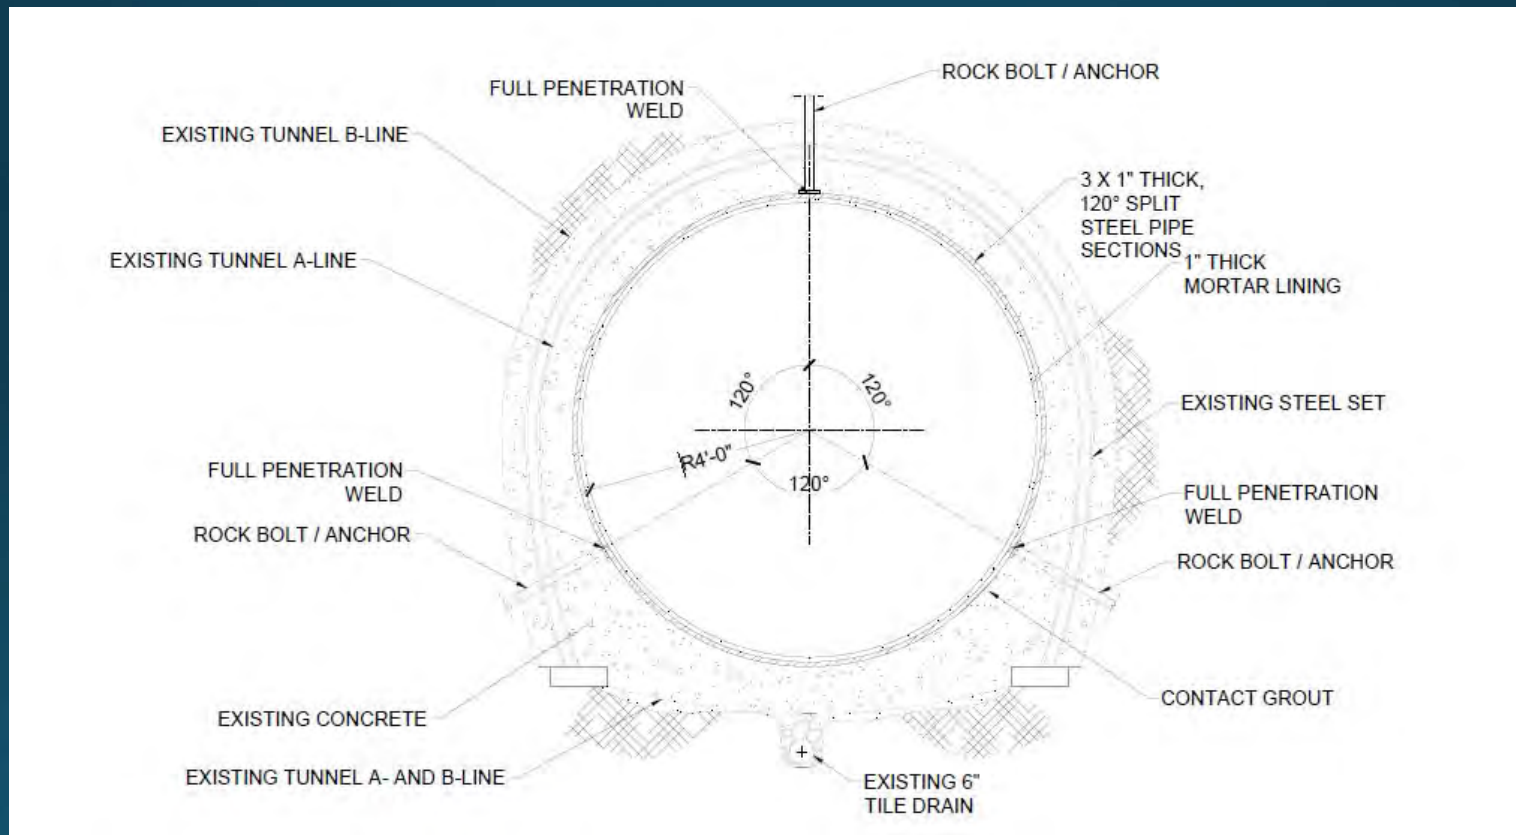 ROCK BOLT / ANCHOR
FULL PENETRATION
WELD
EXISTING TUNNEL B-LINE
3 X 1" THICK,
120° SPLIT
STEEL PIPE
SECTIONS
EXISTING TUNNEL A-LINE
1" THICK
MORTAR LINING
120°
120°
EXISTING STEEL SET
R4'-0"
120°
FULL PENETRATION
WELD
FULL PENETRATION
WELD
ROCK BOLT / ANCHOR
ROCK BOLT / ANCHOR
CONTACT GROUT
EXISTING CONCRETE
EXISTING TUNNEL A- AND B-LINE
EXISTING 6"
TILE DRAIN